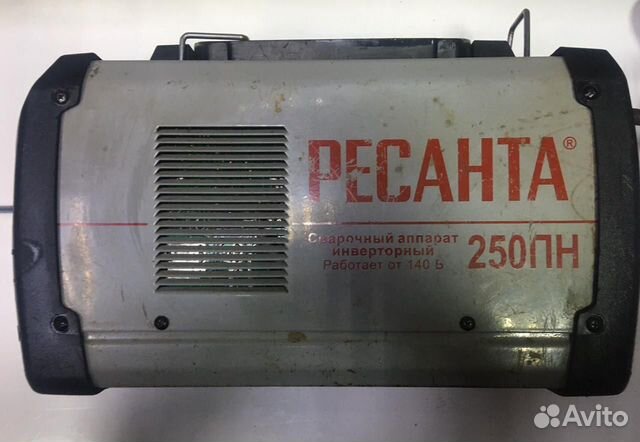 РЕСАНТА®
Сварочный аппарат
инверторный
Работает от 140 В
250ПН
Avito